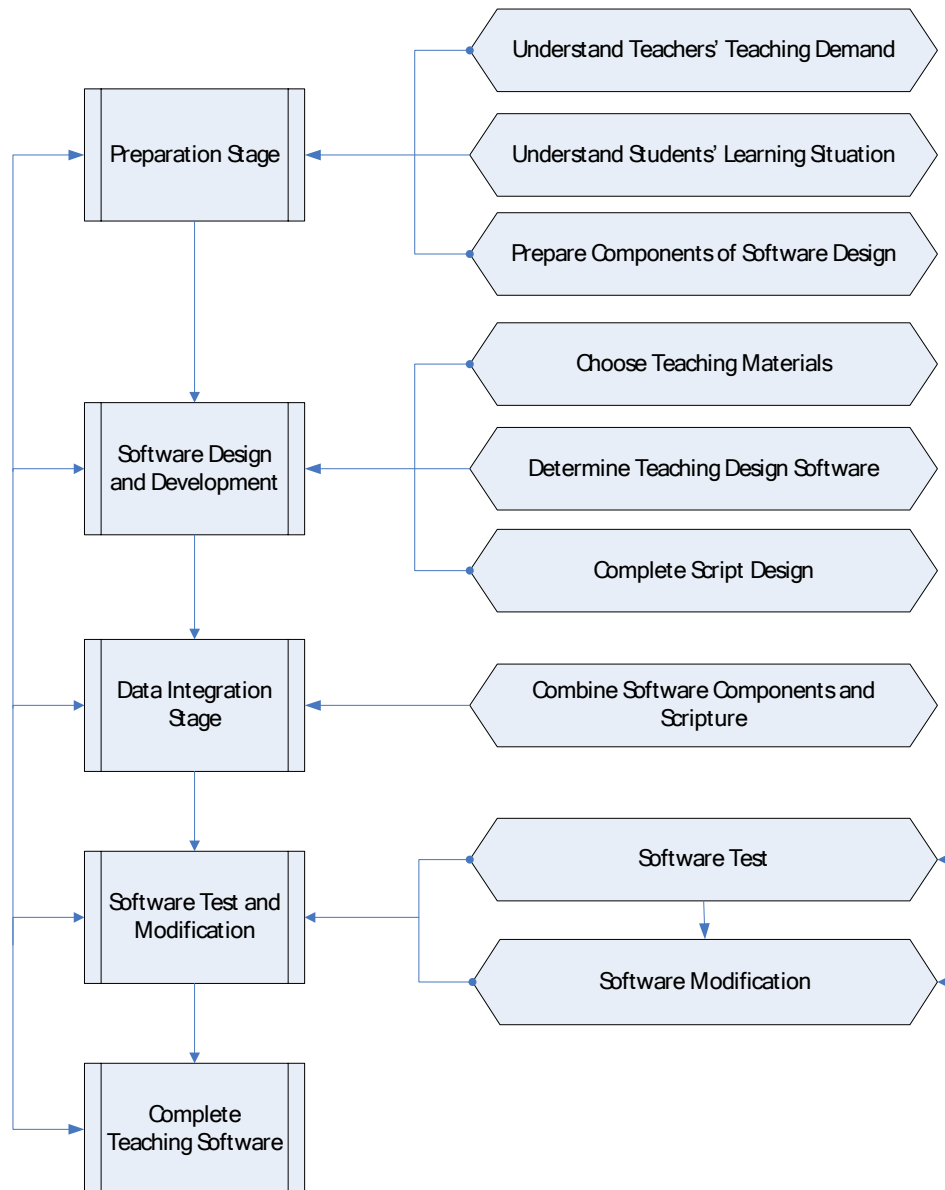 Understand Teachers' Teaching Demand
Preparation Stage
Understand Students' Learning Situation
Prepare Components of Software Design
Choose Teaching Materials
Software Design
and Development
Determine Teaching Design Software
Complete Script Design
Data Integration
Stage
Combine Software Components and
Scripture
Software Test and
Modification
Software Test
Software Modification
Complete
Teaching Software